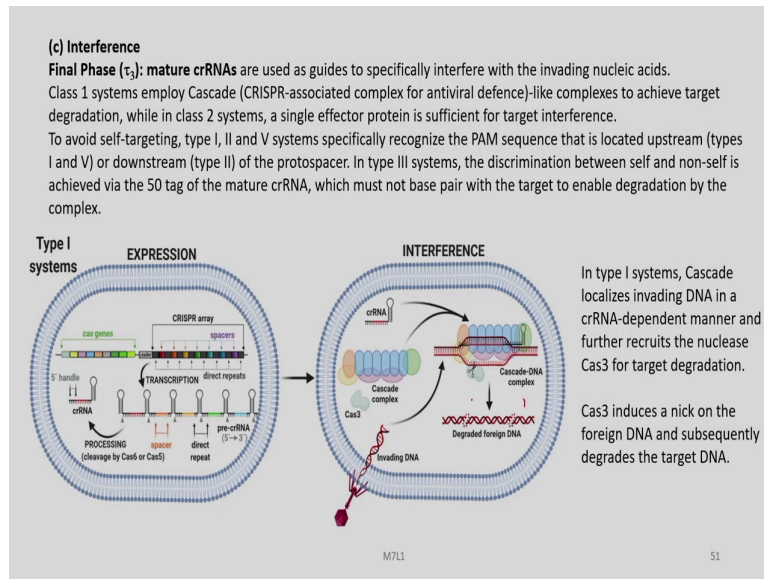 (c) Interference
Final Phase (τ3): mature crRNAs are used as guides to specifically interfere with the invading nucleic acids.
Class 1 systems employ Cascade (CRISPR-associated complex for antiviral defence)-like complexes to achieve target
degradation, while in class 2 systems, a single effector protein is sufficient for target interference.
To avoid self-targeting, type I, II and V systems specifically recognize the PAM sequence that is located upstream (types
I and V) or downstream (type II) of the protospacer. In type III systems, the discrimination between self and non-self is
achieved via the 50 tag of the mature crRNA, which must not base pair with the target to enable degradation by the
complex.
Type I
systems
EXPRESSION
CRISPR array
cas genes
spacers
leader
5' handle
TRANSCRIPTION
direct repeats
crRNA
pre-crRNA
(5'→3')
PROCESSING
(cleavage by Cas6 or Cas5)
spacer
direct
repeat
INTERFERENCE
crRNA
Cascade
complex
Cas3
Cascade-DNA
complex
Degraded foreign DNA
Invading DNA
In type I systems, Cascade
localizes invading DNA in a
crRNA-dependent manner and
further recruits the nuclease
Cas3 for target degradation.
Cas3 induces a nick on the
foreign DNA and subsequently
degrades the target DNA.
M7L1
51